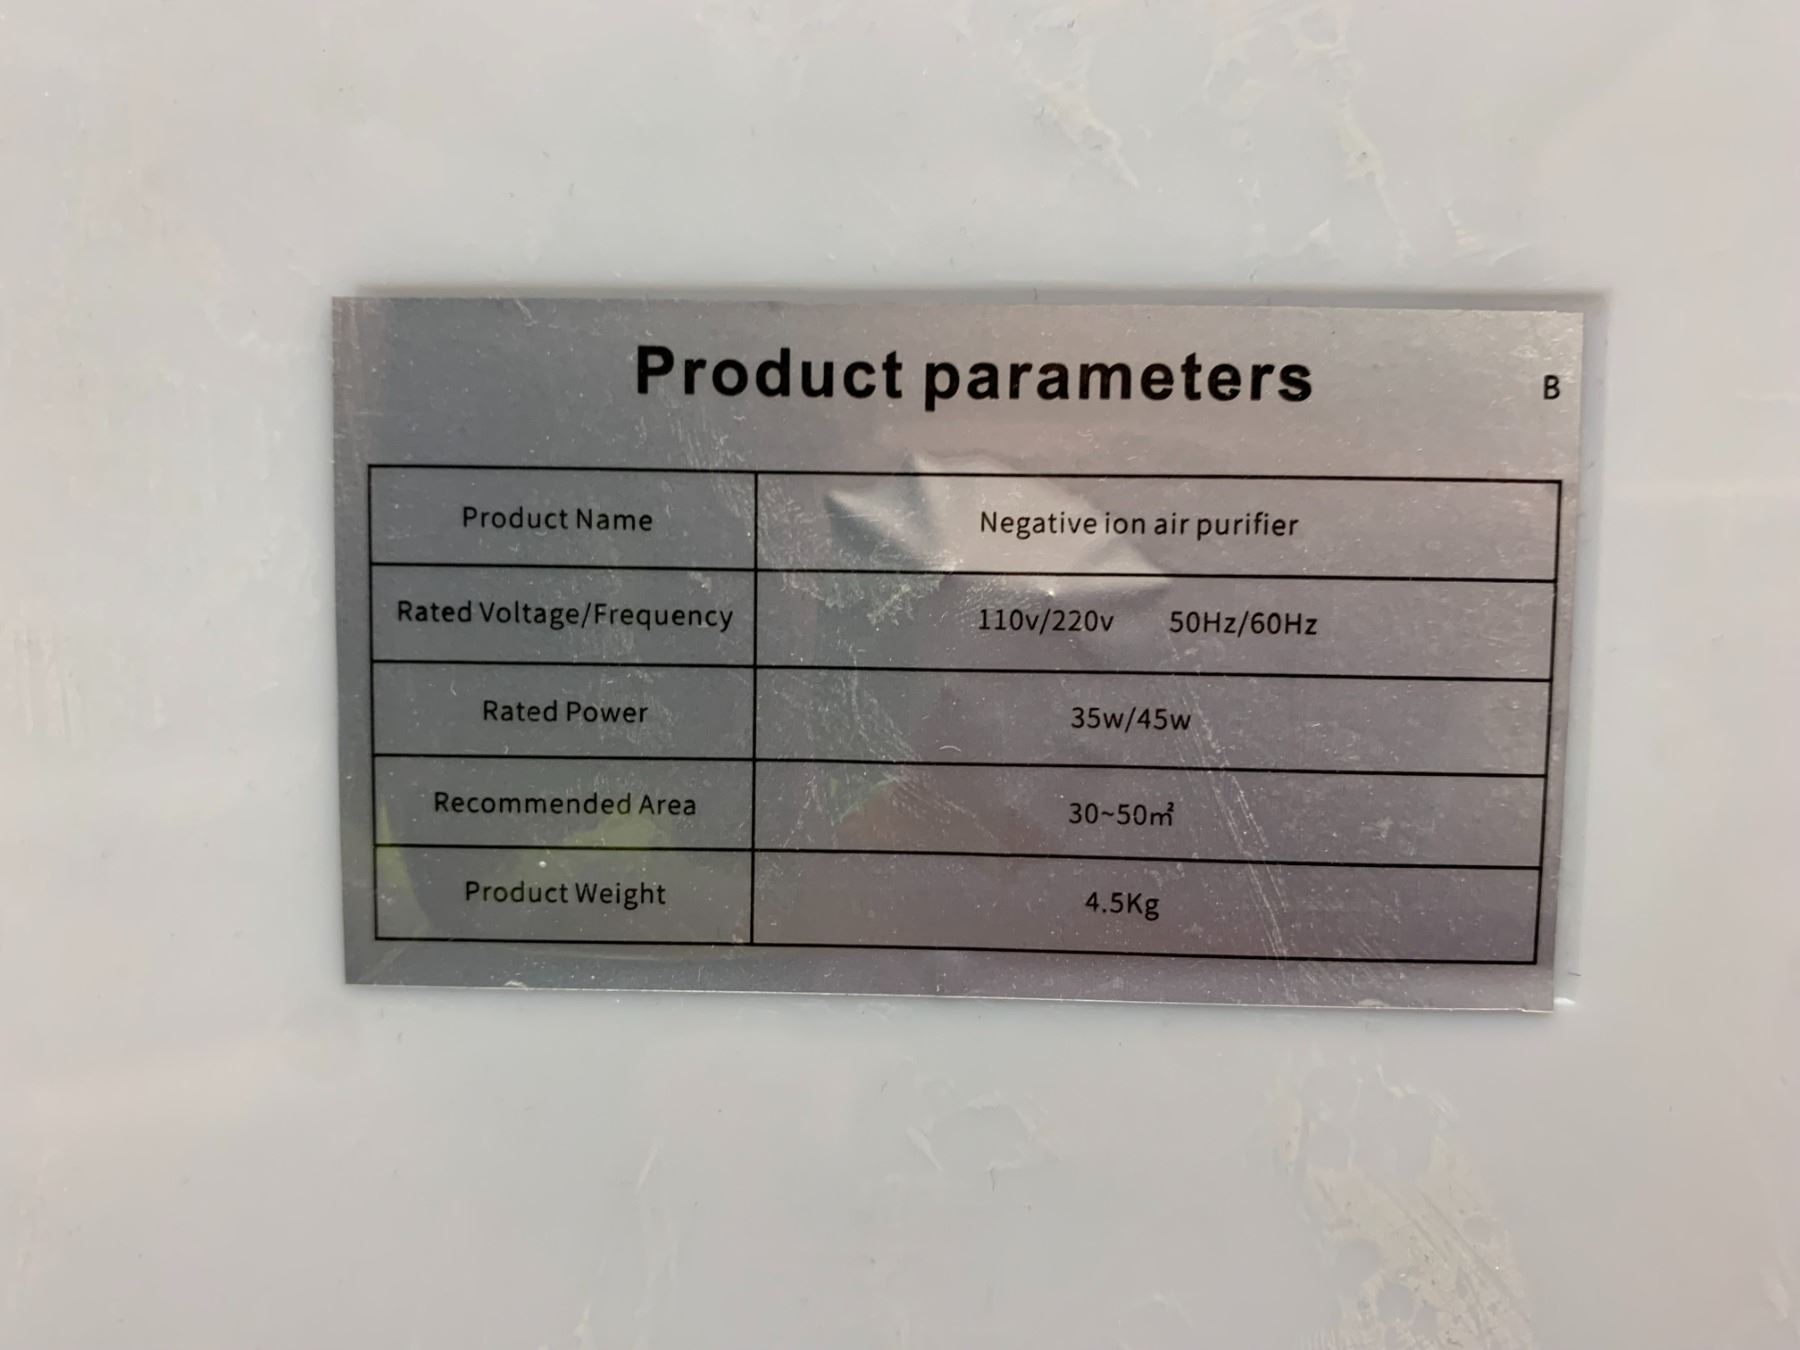 Product parameters
B
Product Name Negative ion air purifier
Rated Voltage/Frequency 110v/220v 50Hz/60Hz
Rated Power 35w/45w
Recommended Area 30~50㎡
Product Weight 4.5Kg